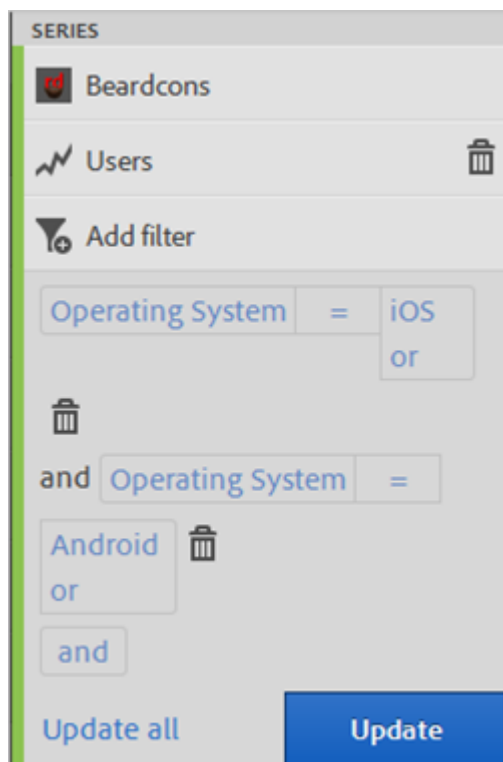 SERIES
Beardcons
Users
Add filter
Operating System = iOS
or
and Operating System =
Android
or
and
Update all Update